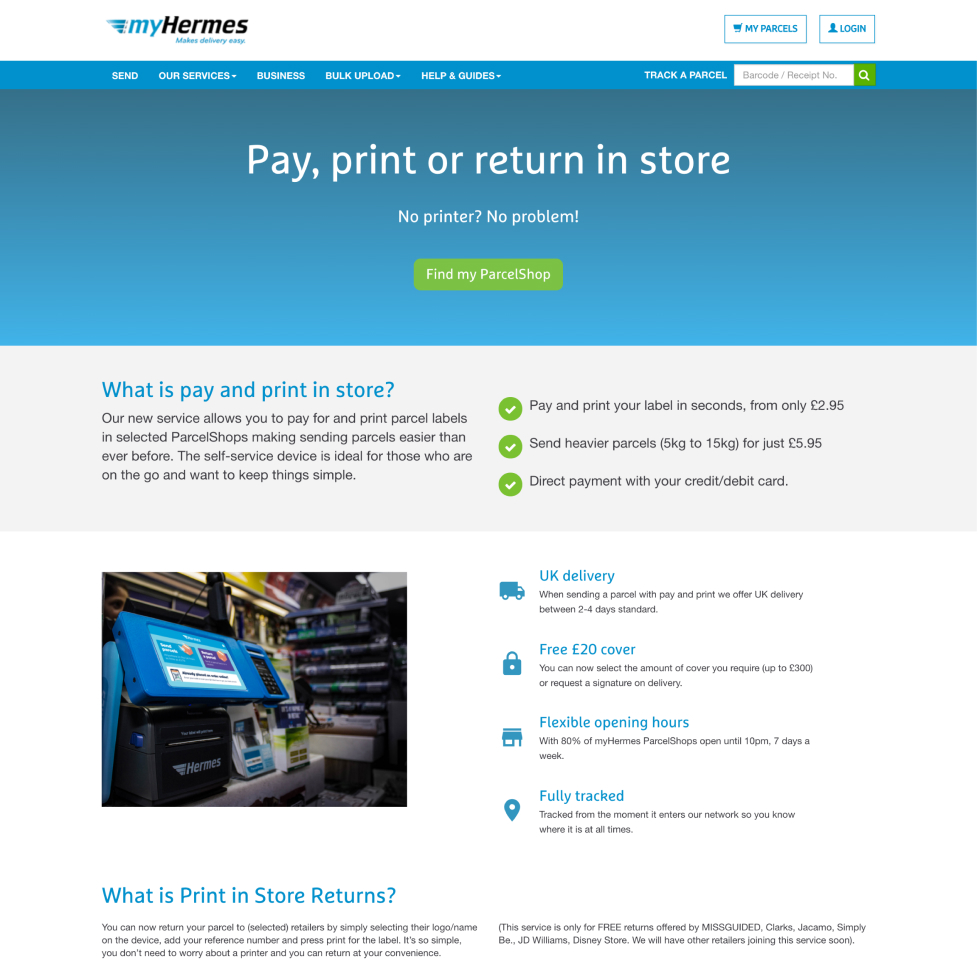 myHermes
Makes delivery easy.
MY PARCELS
LOGIN
SEND
OUR SERVICES
BUSINESS
BULK UPLOAD
HELP & GUIDES
TRACK A PARCEL
Barcode / Receipt No.
Pay, print or return in store
No printer? No problem!
Find my ParcelShop
What is pay and print in store?
Our new service allows you to pay for and print parcel labels
in selected ParcelShops making sending parcels easier than
ever before. The self-service device is ideal for those who are
on the go and want to keep things simple.
Pay and print your label in seconds, from only £2.95
Send heavier parcels (5kg to 15kg) for just £5.95
Direct payment with your credit/debit card.
Send
parcels
Return
a parcel
Hermes
UK delivery
When sending a parcel with pay and print we offer UK delivery
between 2-4 days standard.
Free £20 cover
You can now select the amount of cover you require (up to £300)
or request a signature on delivery.
Flexible opening hours
With 80% of myHermes ParcelShops open until 10pm, 7 days a
week.
Fully tracked
Tracked from the moment it enters our network so you know
where it is at all times.
What is Print in Store Returns?
You can now return your parcel to (selected) retailers by simply selecting their logo/name
on the device, add your reference number and press print for the label. It's so simple,
you don't need to worry about a printer and you can return at your convenience.
(This service is only for FREE returns offered by MISSGUIDED, Clarks, Jacamo, Simply
Be., JD Williams, Disney Store. We will have other retailers joining this service soon).